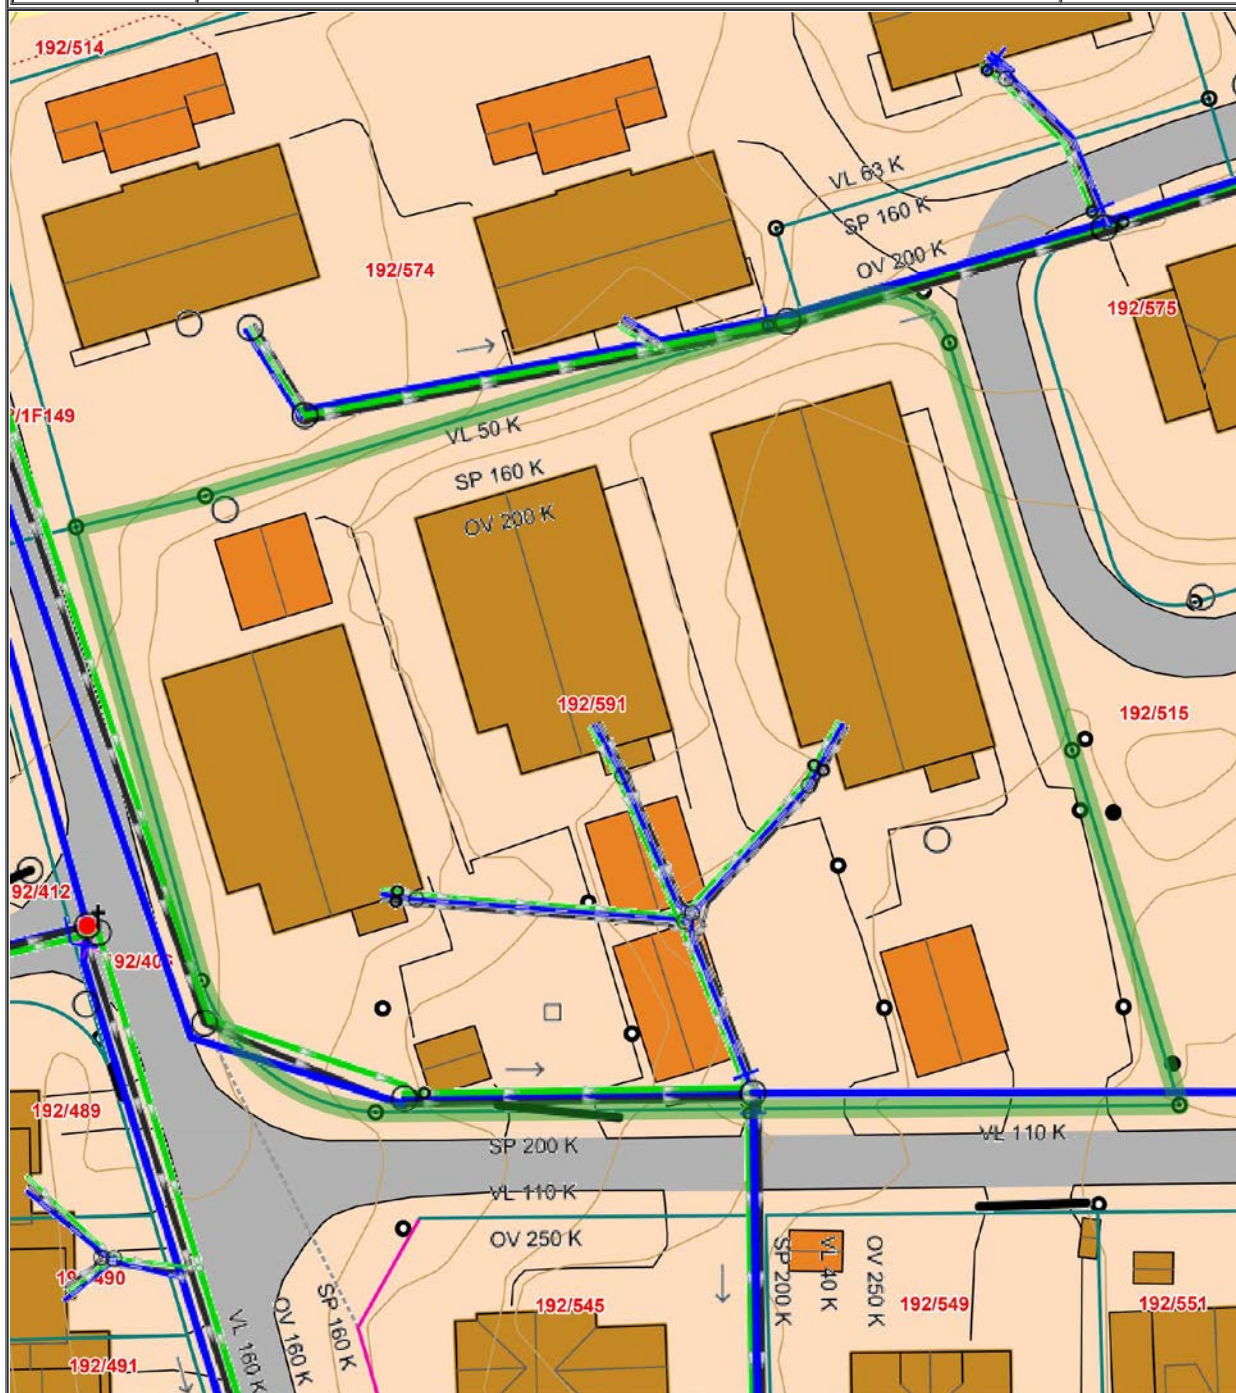 192/514
VL 63 K
SP 160 K
OV 200 K
192/574
192/575
/1F149
VL 50 K
SP 160 K
OV 200 K
192/591
192/515
92/412
92/406
192/489
SP 200 K
VL 110 K
VL 110 K
OV 250 K
SP 200 K
VL 40 K
OV 250 K
192/490
192/545
192/549
192/551
VL 160 K
OV 160 K
SP 160 K
192/491